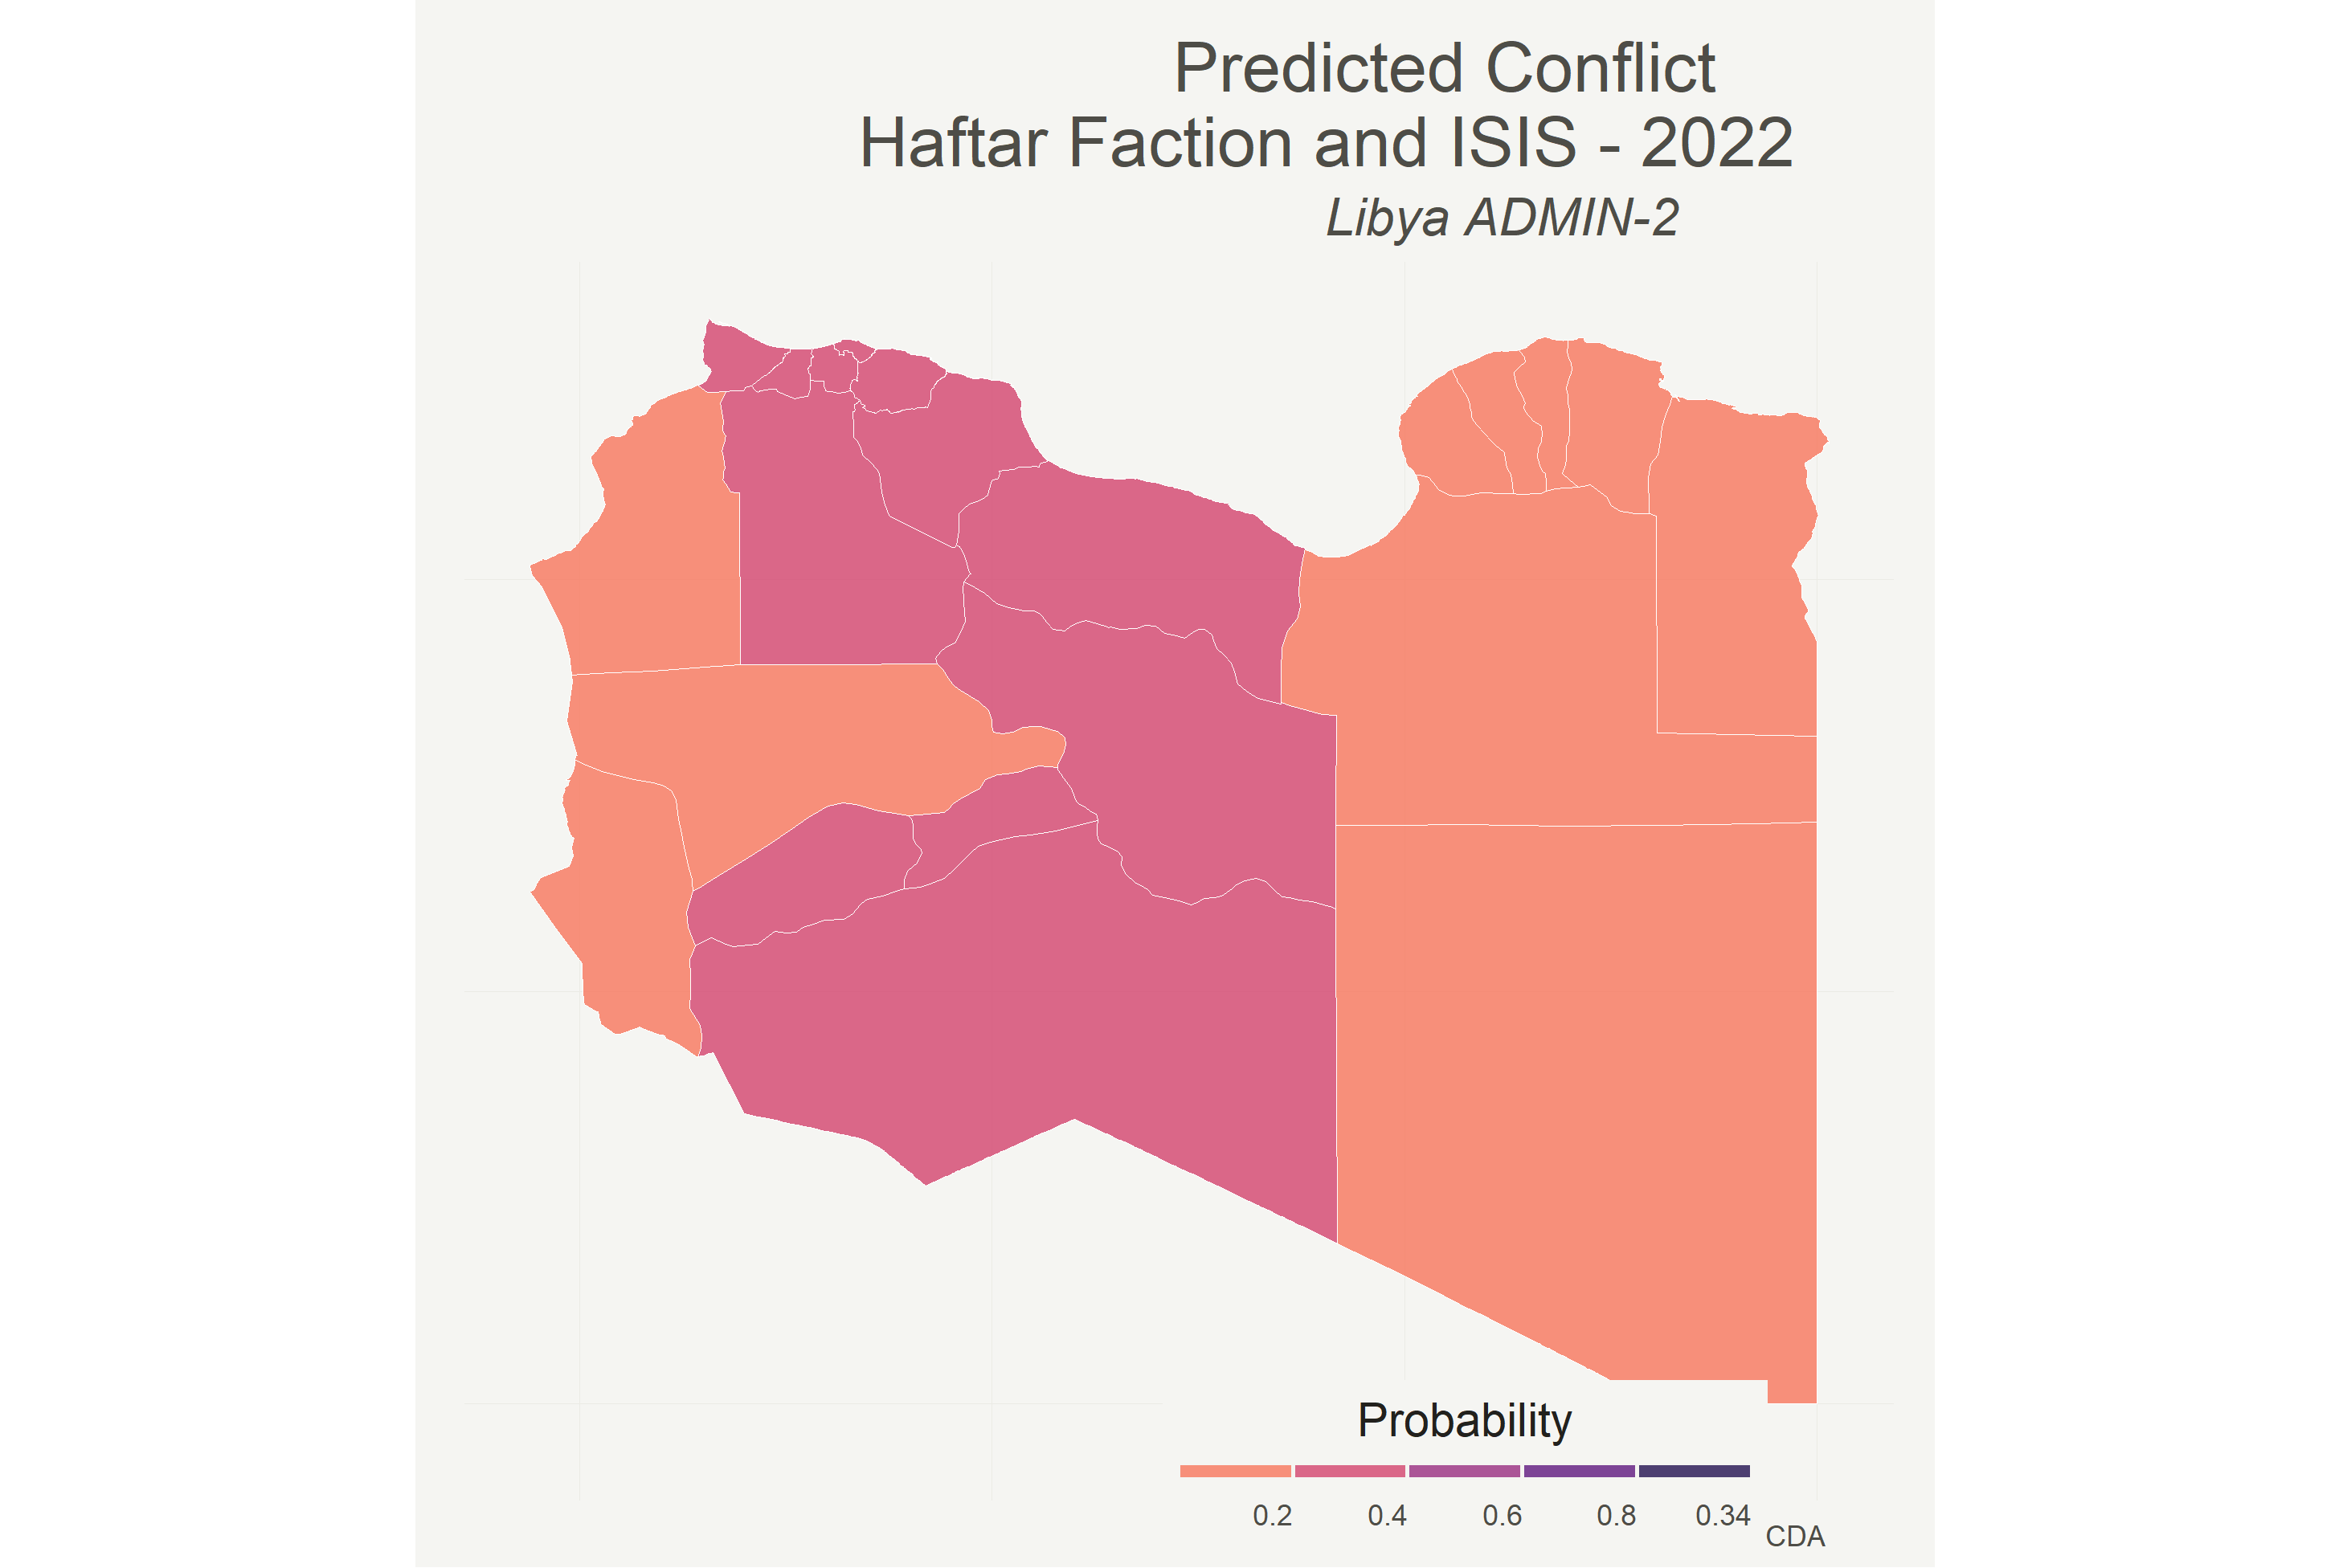 Predicted Conflict
Haftar Faction and ISIS - 2022
Libya ADMIN-2
Probability
0.2 0.4 0.6 0.8 0.34
CDA